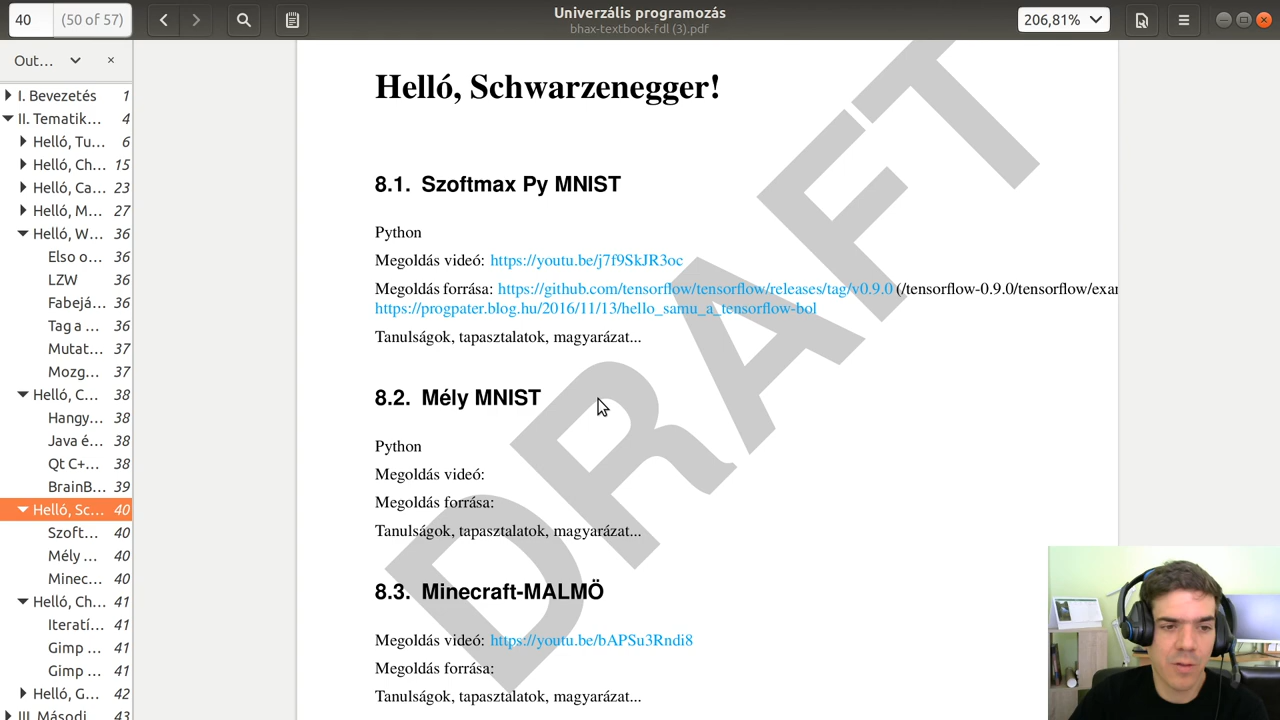 40 (50 of 57)
Univerzális programozás
bhax-textbook-fdl (3).pdf
206,81%
Out...
I. Bevezetés 1
II. Tematik... 4
Helló, Tu... 6
Helló, Ch... 15
Helló, Ca... 23
Helló, M... 27
Helló, W... 36
Elso o... 36
LZW 36
Fabejá... 36
Tag a ... 36
Mutat... 37
Mozg... 37
Helló, C... 38
Hangy... 38
Java é... 38
Qt C+... 38
BrainB... 39
Helló, Sc... 40
Szoft... 40
Mély ... 40
Minec... 40
Helló, Ch... 41
Iteratí... 41
Gimp ... 41
Gimp ... 41
Helló, G... 42
III. Másodi... 43
DRAFT
Helló, Schwarzenegger!
8.1. Szoftmax Py MNIST
Python
Megoldás videó: https://youtu.be/j7f9SkJR3oc
Megoldás forrása: https://github.com/tensorflow/tensorflow/releases/tag/v0.9.0 (/tensorflow-0.9.0/tensorflow/exa
https://progpater.blog.hu/2016/11/13/hello_samu_a_tensorflow-bol
Tanulságok, tapasztalatok, magyarázat...
8.2. Mély MNIST
Python
Megoldás videó:
Megoldás forrása:
Tanulságok, tapasztalatok, magyarázat...
8.3. Minecraft-MALMÖ
Megoldás videó: https://youtu.be/bAPSu3Rndi8
Megoldás forrása:
Tanulságok, tapasztalatok, magyarázat...